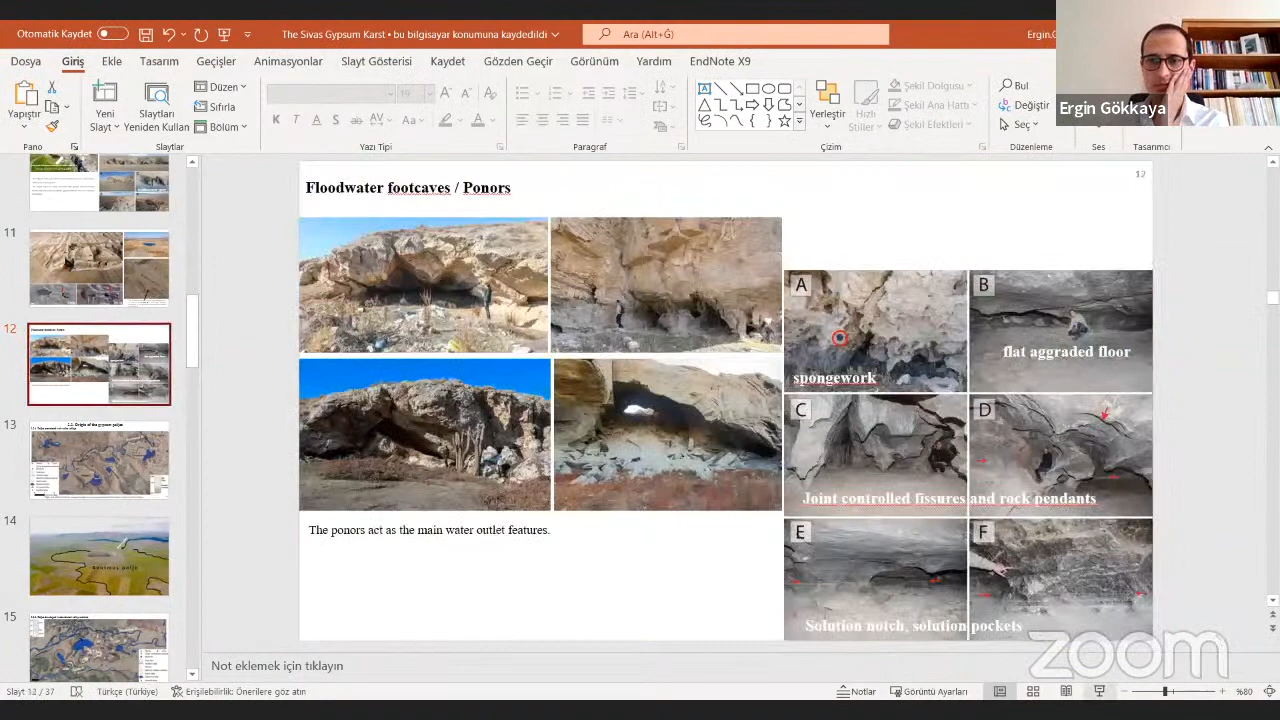 Otomatik Kaydet
The Sivas Gypsum Karst • bu bilgisayar konumuna kaydedildi
Ara (Alt+G)
Dosya Giriş Ekle Tasarım Geçişler Animasyonlar Slayt Gösterisi Kaydet Gözden Geçir Görünüm Yardım EndNote X9
Ergin Gökkaya
Yapıştır
Yeni
Slayt
Slaytları
Yeniden Kullan
Düzen
Sıfırla
Bölüm
19
K T A S ab
Yerleştir
Hızlı
Stiller
Şekil Dolgusu
Şekil Ana Hattı
Şekil Efektleri
Bul
Değiştir
Seç
Pano
Slaytlar
Yazı Tipi
Paragraf
Çizim
Düzenleme
Ses
Tasarımcı
11
12
13
14
15
Floonwater footcaves / Ponors
12
A
B
flat aggraded floor
spongework
C
D
Joint controlled fissures and rock pendants
The ponors act as the main water outlet features.
E
F
Solution notch, solution pockets
zoom
Not eklemek için tıklayın
Slayt 12 / 37
Türkçe (Türkiye)
Erişilebilirlik: Önerilere göz atın
Notlar
Görüntü Ayarları
%80